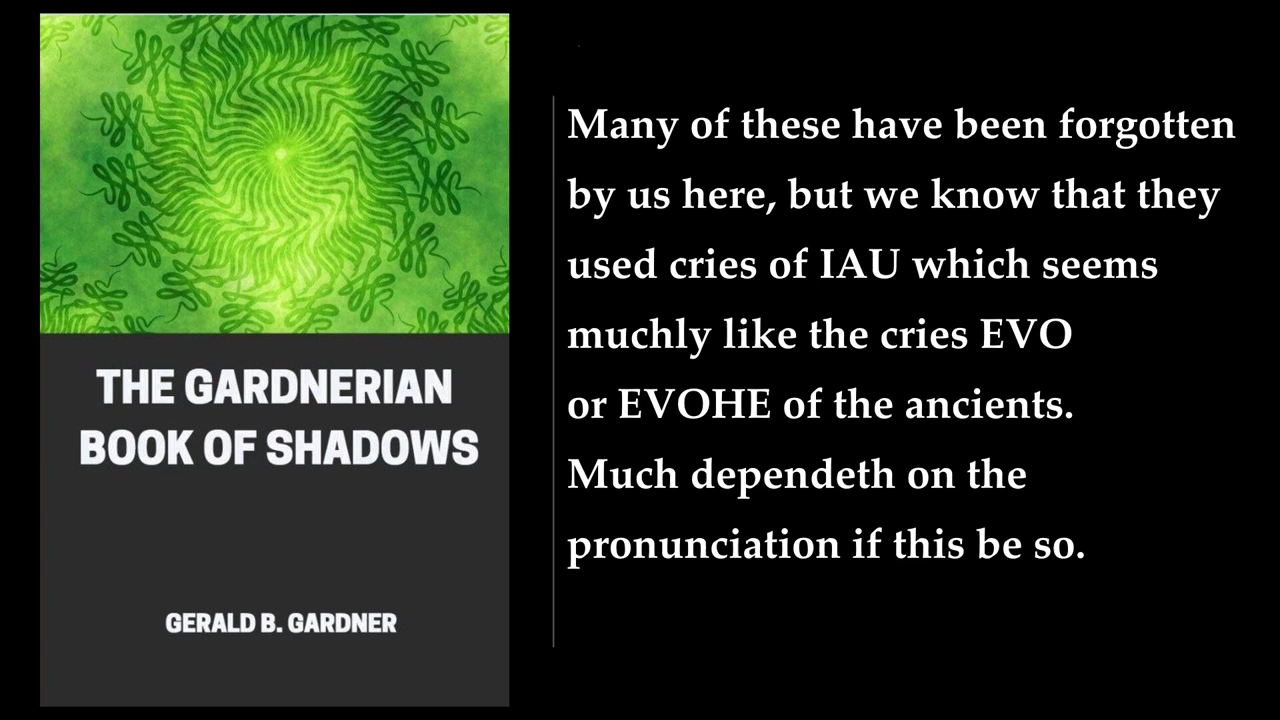 THE GARDNERIAN
BOOK OF SHADOWS
GERALD B. GARDNER
Many of these have been forgotten
by us here, but we know that they
used cries of IAU which seems
muchly like the cries EVO
or EVOHE of the ancients.
Much dependeth on the
pronunciation if this be so.